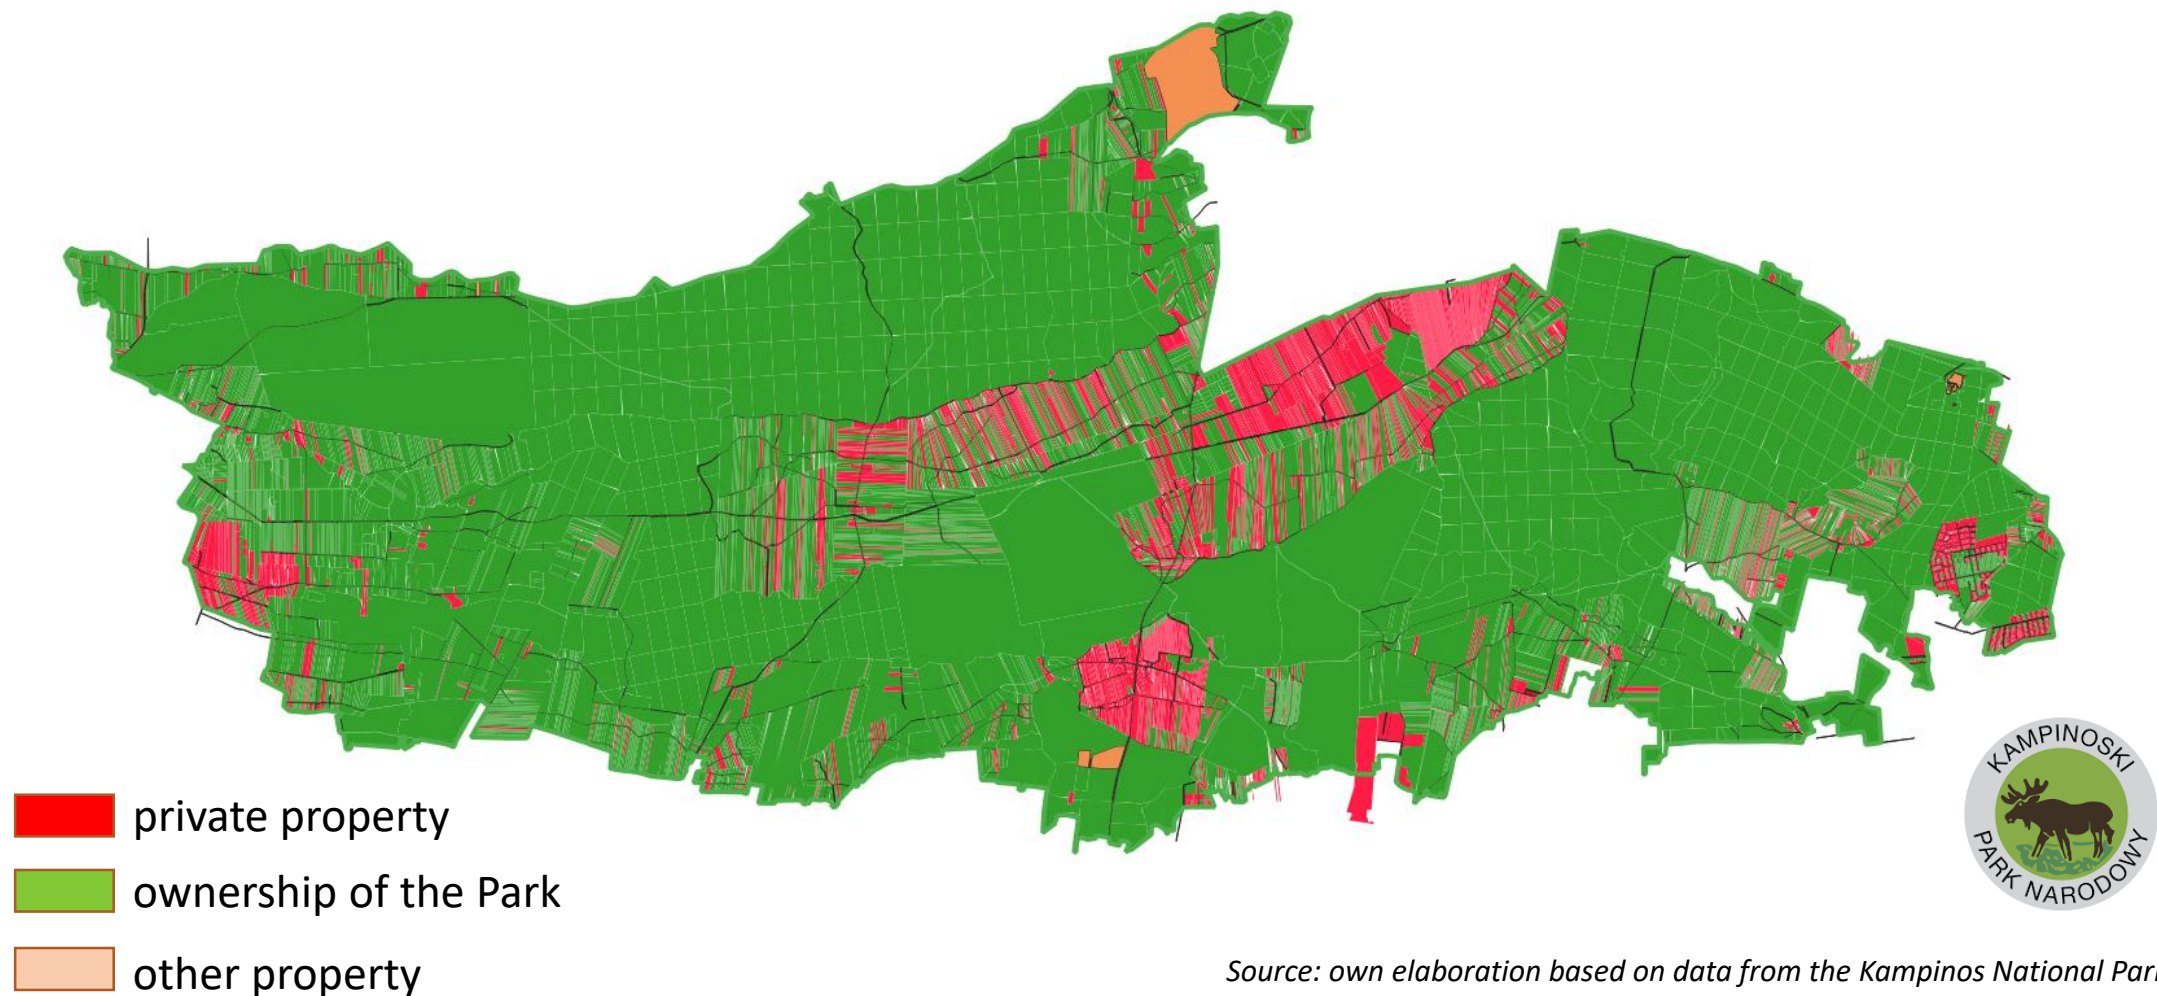 private property
ownership of the Park
other property
KAMPINOSKI
PARK NARODOWY
Source: own elaboration based on data from the Kampinos National Par